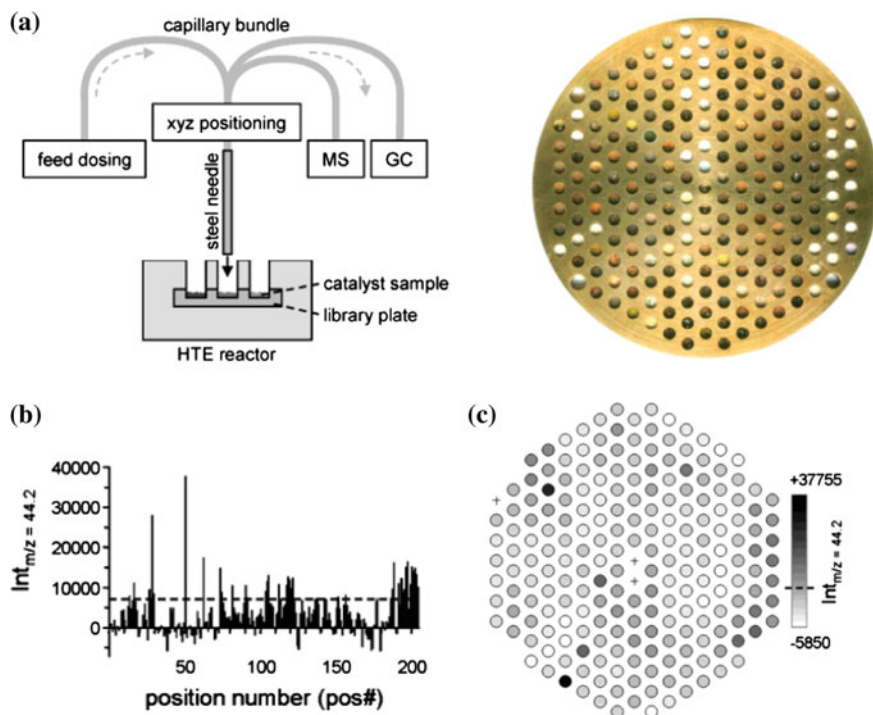 (a)
capillary bundle
xyz positioning
feed dosing
MS
GC
steel needle
catalyst sample
library plate
HTE reactor
(b)
Int m/z = 44.2
40000
30000
20000
10000
0
50
100
150
200
position number (pos#)
(c)
+37755
Int m/z = 44.2
-5850